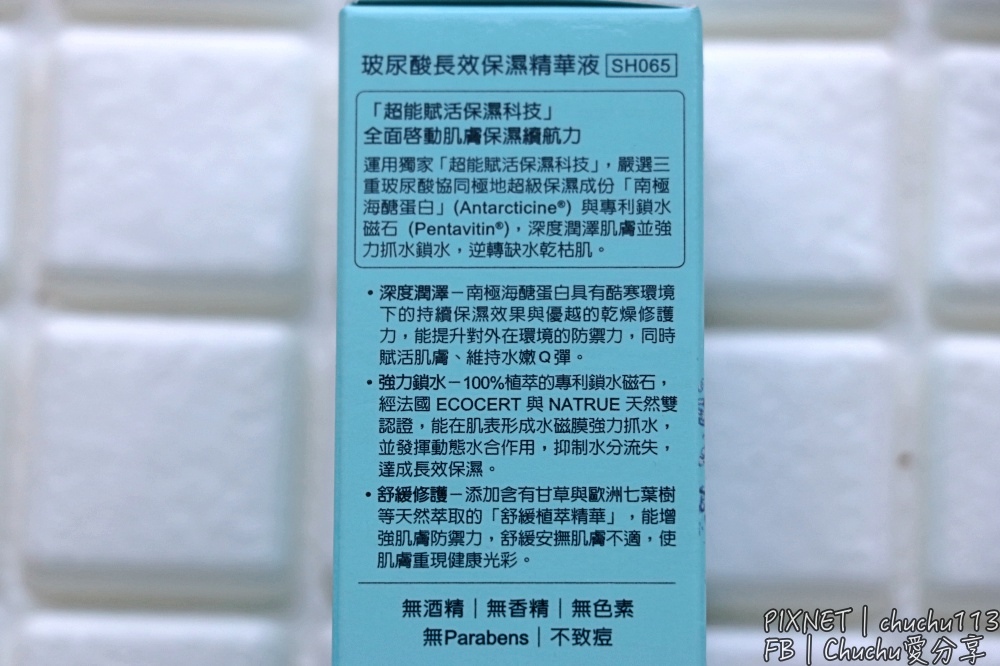 玻尿酸長效保濕精華液 SH065
「超能賦活保濕科技」
全面啓動肌膚保濕續航力
運用獨家「超能賦活保濕科技」，嚴選三
重玻尿酸協同極地超級保濕成份「南極
海醣蛋白」(Antarcticine®) 與專利鎖水
磁石 (Pentavitin®)，深度潤澤肌膚並強
力抓水鎖水，逆轉缺水乾枯肌。
•深度潤澤－南極海醣蛋白具有酷寒環境
下的持續保濕效果與優越的乾燥修護
力，能提升對外在環境的防禦力，同時
賦活肌膚、維持水嫩Q彈。
•強力鎖水－100%植萃的專利鎖水磁石，
經法國 ECOCERT 與 NATRUE 天然雙
認證，能在肌表形成水磁膜強力抓水，
並發揮動態水合作用，抑制水分流失，
達成長效保濕。
•舒緩修護－添加含有甘草與歐洲七葉樹
等天然萃取的「舒緩植萃精華」，能增
強肌膚防禦力，舒緩安撫肌膚不適，使
肌膚重現健康光彩。
無酒精｜無香精｜無色素
無Parabens｜不致痘
PIXNET | chuchu113
FB | Chuchu愛分享